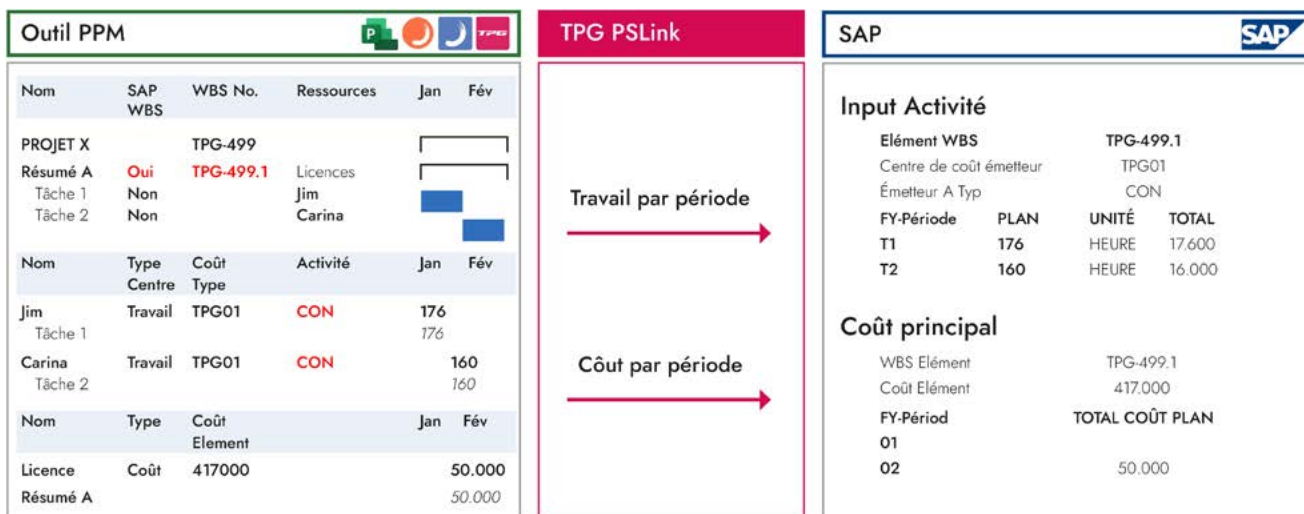 Outil PPM
P
TPG
TPG PSLink
SAP
SAP
Nom SAP WBS No. Ressources Jan Fév
WBS
PROJET X TPG-499
Résumé A Oui TPG-499.1 Licences
Tâche 1 Non Jim
Tâche 2 Non Carina
Nom Type Coût Activité Jan Fév
Centre Type
Jim Travail TPG01 CON 176
Tâche 1 176
Carina Travail TPG01 CON 160
Tâche 2 160
Nom Type Coût Jan Fév
Element
Licence Coût 417000 50.000
Résumé A 50.000
Travail par période
Côut par période
Input Activité
Elément WBS TPG-499.1
Centre de coût émetteur TPG01
Émetteur A Typ CON
FY-Période PLAN UNITÉ TOTAL
T1 176 HEURE 17.600
T2 160 HEURE 16.000
Coût principal
WBS Elément TPG-499.1
Coût Elément 417.000
FY-Périod TOTAL COÛT PLAN
01
02 50.000